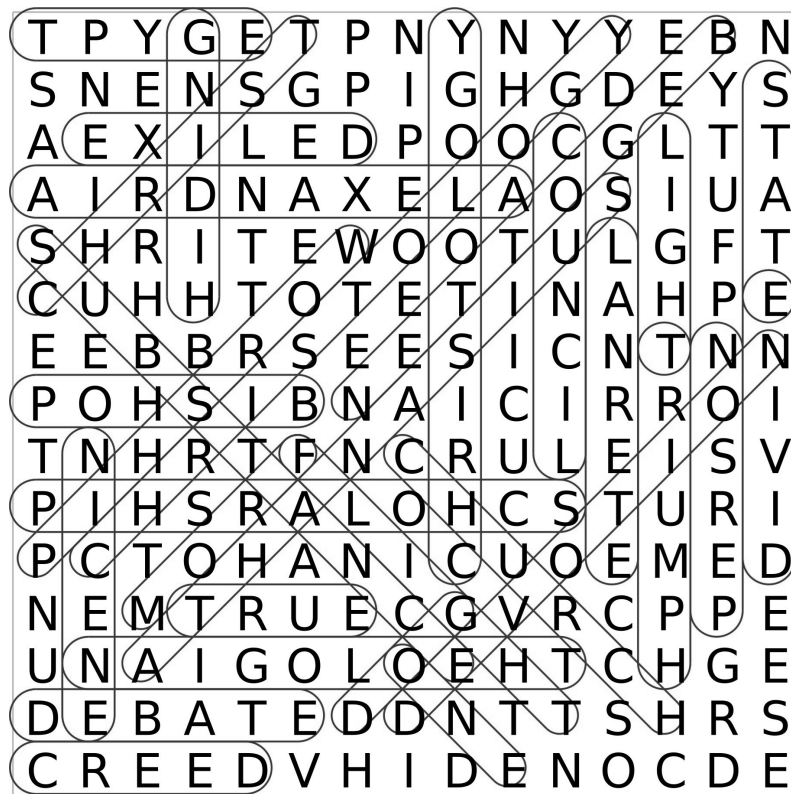 T P Y G E T P N Y N Y Y E B N
S N E N S G P I G H G D E Y S
A E X I L E D P O O C G L T T
A I R D N A X E L A O S I U A
S H R I T E W O O T U L G F T
C U H H T O T E T I N A H P E
E E B B R S E E S I C N T N N
P O H S I B N A I C I R R O I
T N H R T F N C R U L E I S V
P I H S R A L O H C S T U R I
P C T O H A N I C U O E M E D
N E M T R U E C G V R C P P E
U N A I G O L O E H T C H G E
D E B A T E D D N T T S H R S
C R E E D V H I D E N O C D E